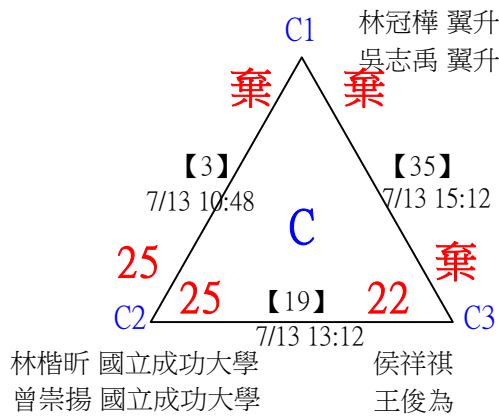 C1
林冠樺 翼升
吳志禹 翼升
棄 棄
【3】
7/13 10:48
【35】
7/13 15:12
C
25
棄
25
【19】
22
7/13 13:12
C2
C3
林楷昕 國立成功大學
曾崇揚 國立成功大學
侯祥祺
王俊為